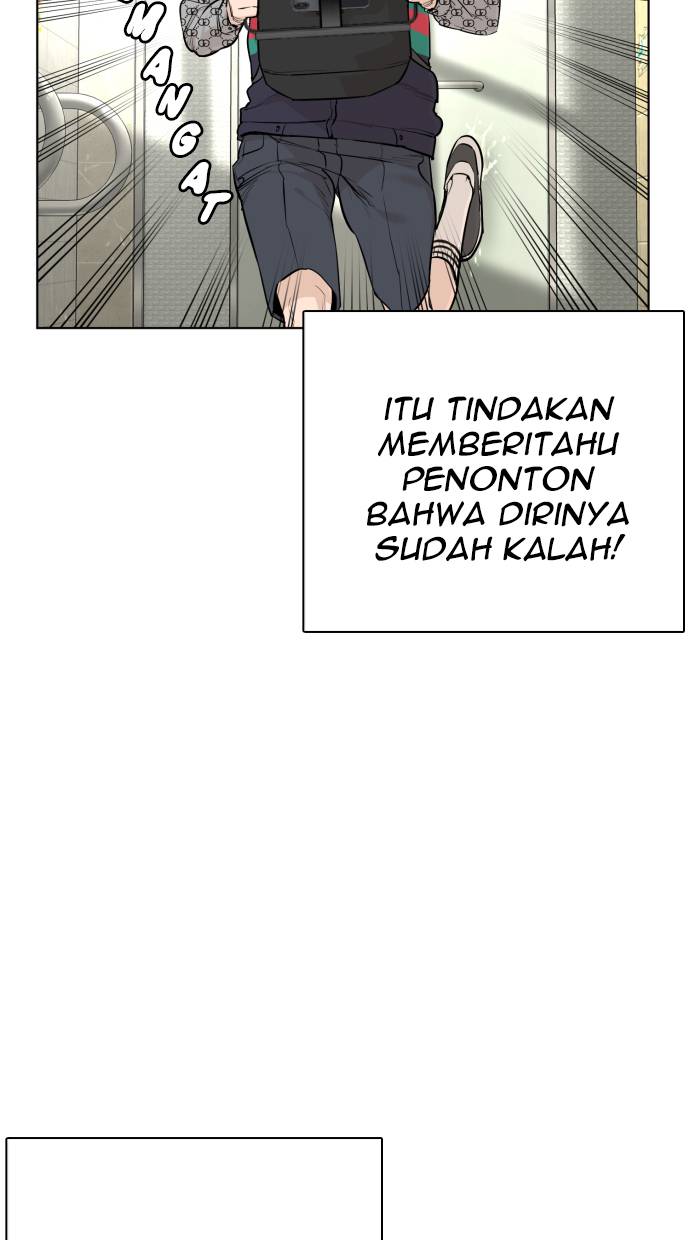 MANGAT
ITU TINDAKAN
MEMBERITAHU
PENONTON
BAHWA DIRINYA
SUDAH KALAH!